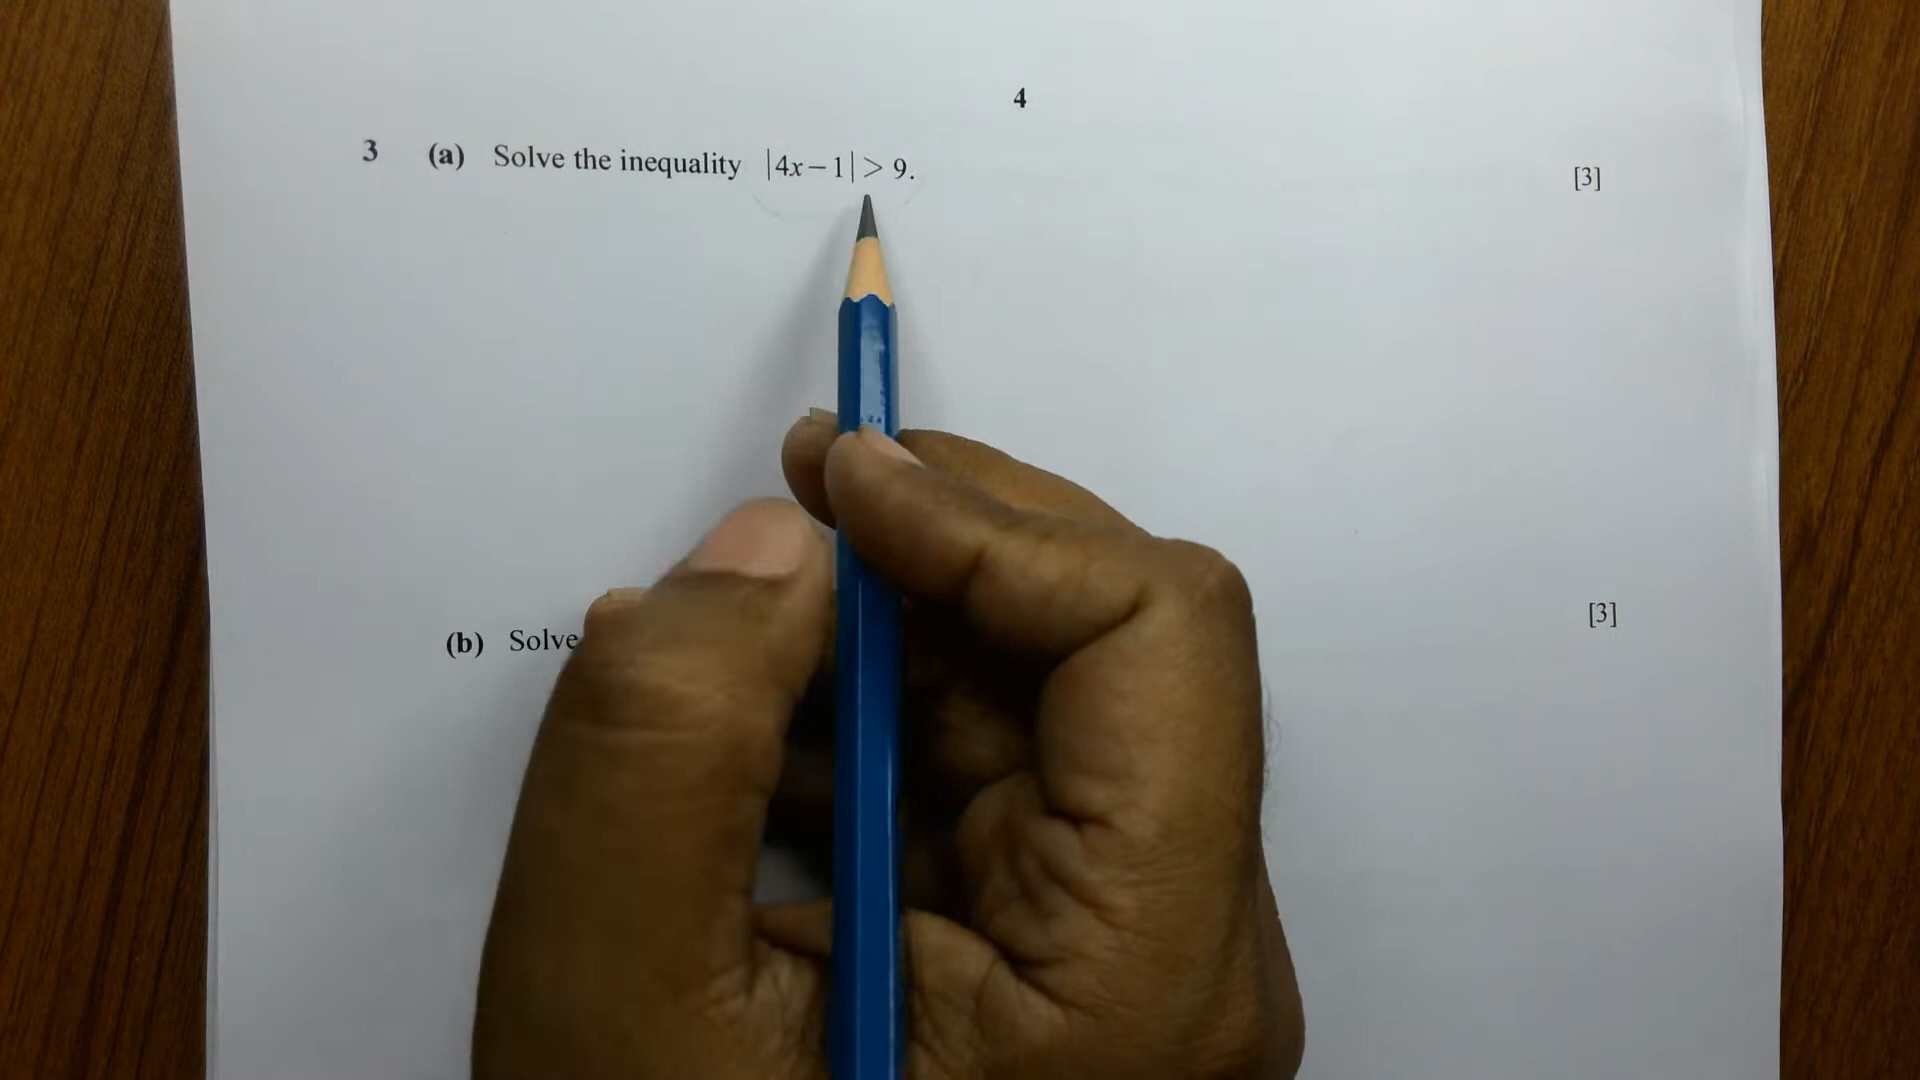 4
3 (a) Solve the inequality |4x − 1| > 9. [3]
(b) Solve [3]